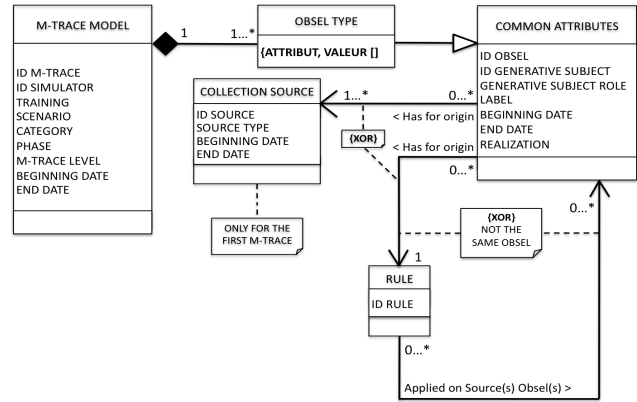 M-TRACE MODEL
ID M-TRACE
ID SIMULATOR
TRAINING
SCENARIO
CATEGORY
PHASE
M-TRACE LEVEL
BEGINNING DATE
END DATE
1
1...*
OBSEL TYPE
{ATTRIBUT, VALEUR []
COMMON ATTRIBUTES
ID OBSEL
ID GENERATIVE SUBJECT
GENERATIVE SUBJECT ROLE
LABEL
BEGINNING DATE
END DATE
REALIZATION
COLLECTION SOURCE
ID SOURCE
SOURCE TYPE
BEGINNING DATE
END DATE
1...*
0...*
< Has for origin
{XOR}
< Has for origin
0...*
ONLY FOR THE
FIRST M-TRACE
{XOR}
NOT THE
SAME OBSEL
0...*
1
RULE
ID RULE
0...*
Applied on Source(s) Obsel(s) >